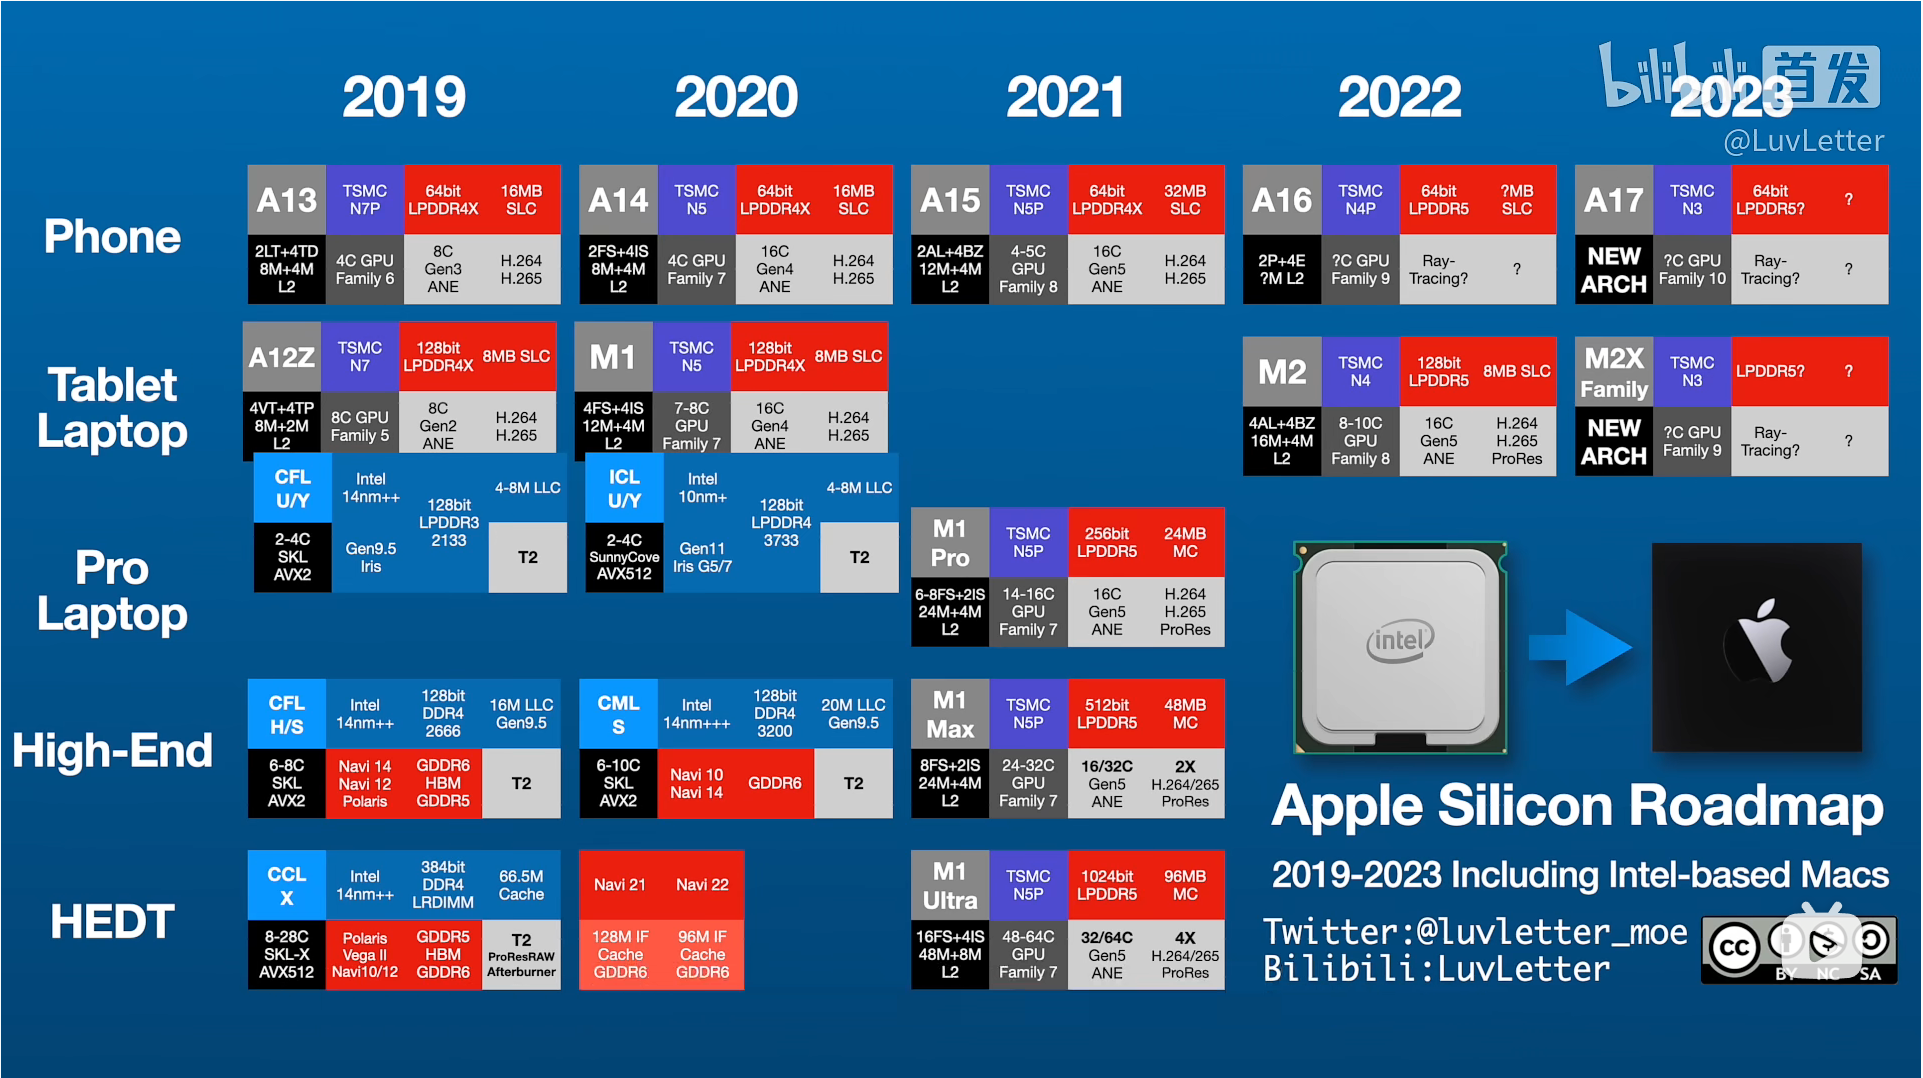 bilibili 首发
2019 2020 2021 2022 2023
@LuvLetter
Phone
A13
TSMC
N7P
64bit
LPDDR4X
16MB
SLC
2LT+4TD
8M+4M
L2
4C GPU
Family 6
8C
Gen3
ANE
H.264
H.265
A14
TSMC
N5
64bit
LPDDR4X
16MB
SLC
2FS+4IS
8M+4M
L2
4C GPU
Family 7
16C
Gen4
ANE
H.264
H.265
A15
TSMC
N5P
64bit
LPDDR4X
32MB
SLC
2AL+4BZ
12M+4M
L2
4-5C
GPU
Family 8
16C
Gen5
ANE
H.264
H.265
A16
TSMC
N4P
64bit
LPDDR5
?MB
SLC
2P+4E
?M L2
?C GPU
Family 9
Ray-
Tracing?
?
A17
TSMC
N3
64bit
LPDDR5?
?
NEW
ARCH
?C GPU
Family 10
Ray-
Tracing?
?
Tablet
Laptop
A12Z
TSMC
N7
128bit
LPDDR4X
8MB SLC
4VT+4TP
8M+2M
L2
8C GPU
Family 5
8C
Gen2
ANE
H.264
H.265
M1
TSMC
N5
128bit
LPDDR4X
8MB SLC
4FS+4IS
12M+4M
L2
7-8C
GPU
Family 7
16C
Gen4
ANE
H.264
H.265
M2
TSMC
N4
128bit
LPDDR5
8MB SLC
4AL+4BZ
16M+4M
L2
8-10C
GPU
Family 8
16C
Gen5
ANE
H.264
H.265
ProRes
M2X
Family
TSMC
N3
LPDDR5?
?
NEW
ARCH
?C GPU
Family 9
Ray-
Tracing?
?
CFL
U/Y
Intel
14nm++
128bit
LPDDR3
2133
4-8M LLC
2-4C
SKL
AVX2
Gen9.5
Iris
T2
ICL
U/Y
Intel
10nm+
128bit
LPDDR4
3733
4-8M LLC
2-4C
SunnyCove
AVX512
Gen11
Iris G5/7
T2
Pro
Laptop
M1
Pro
TSMC
N5P
256bit
LPDDR5
24MB
MC
6-8FS+2IS
24M+4M
L2
14-16C
GPU
Family 7
16C
Gen5
ANE
H.264
H.265
ProRes
intel
High-End
CFL
H/S
Intel
14nm++
128bit
DDR4
2666
16M LLC
Gen9.5
6-8C
SKL
AVX2
Navi 14
Navi 12
Polaris
GDDR6
HBM
GDDR5
T2
CML
S
Intel
14nm+++
128bit
DDR4
3200
20M LLC
Gen9.5
6-10C
SKL
AVX2
Navi 10
Navi 14
GDDR6
T2
M1
Max
TSMC
N5P
512bit
LPDDR5
48MB
MC
8FS+2IS
24M+4M
L2
24-32C
GPU
Family 7
16/32C
Gen5
ANE
2X
H.264/265
ProRes
HEDT
CCL
X
Intel
14nm++
384bit
DDR4
LRDIMM
66.5M
Cache
8-28C
SKL-X
AVX512
Polaris
Vega II
Navi10/12
GDDR5
HBM
GDDR6
T2
ProResRAW
Afterburner
Navi 21
Navi 22
128M IF
Cache
GDDR6
96M IF
Cache
GDDR6
M1
Ultra
TSMC
N5P
1024bit
LPDDR5
96MB
MC
16FS+4IS
48M+8M
L2
48-64C
GPU
Family 7
32/64C
Gen5
ANE
4X
H.264/265
ProRes
Apple Silicon Roadmap
2019-2023 Including Intel-based Macs
Twitter:@luvletter_moe
Bilibili:LuvLetter
cc
BY NC SA